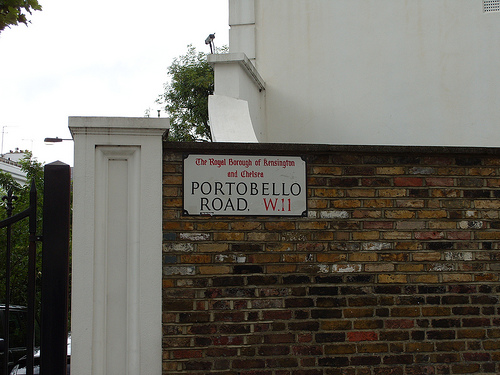 The Royal Borough of Kensington
and Chelsea
PORTOBELLO
ROAD. W.11